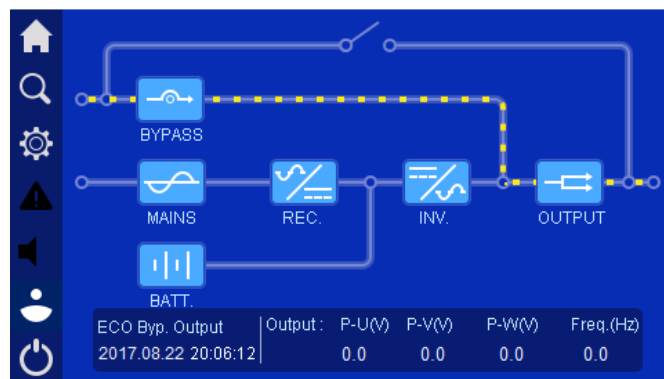 BYPASS
MAINS
REC.
INV.
OUTPUT
BATT.
ECO Byp. Output
2017.08.22 20:06:12
Output : P-U(V) P-V(V) P-W(V) Freq.(Hz)
0.0 0.0 0.0 0.0